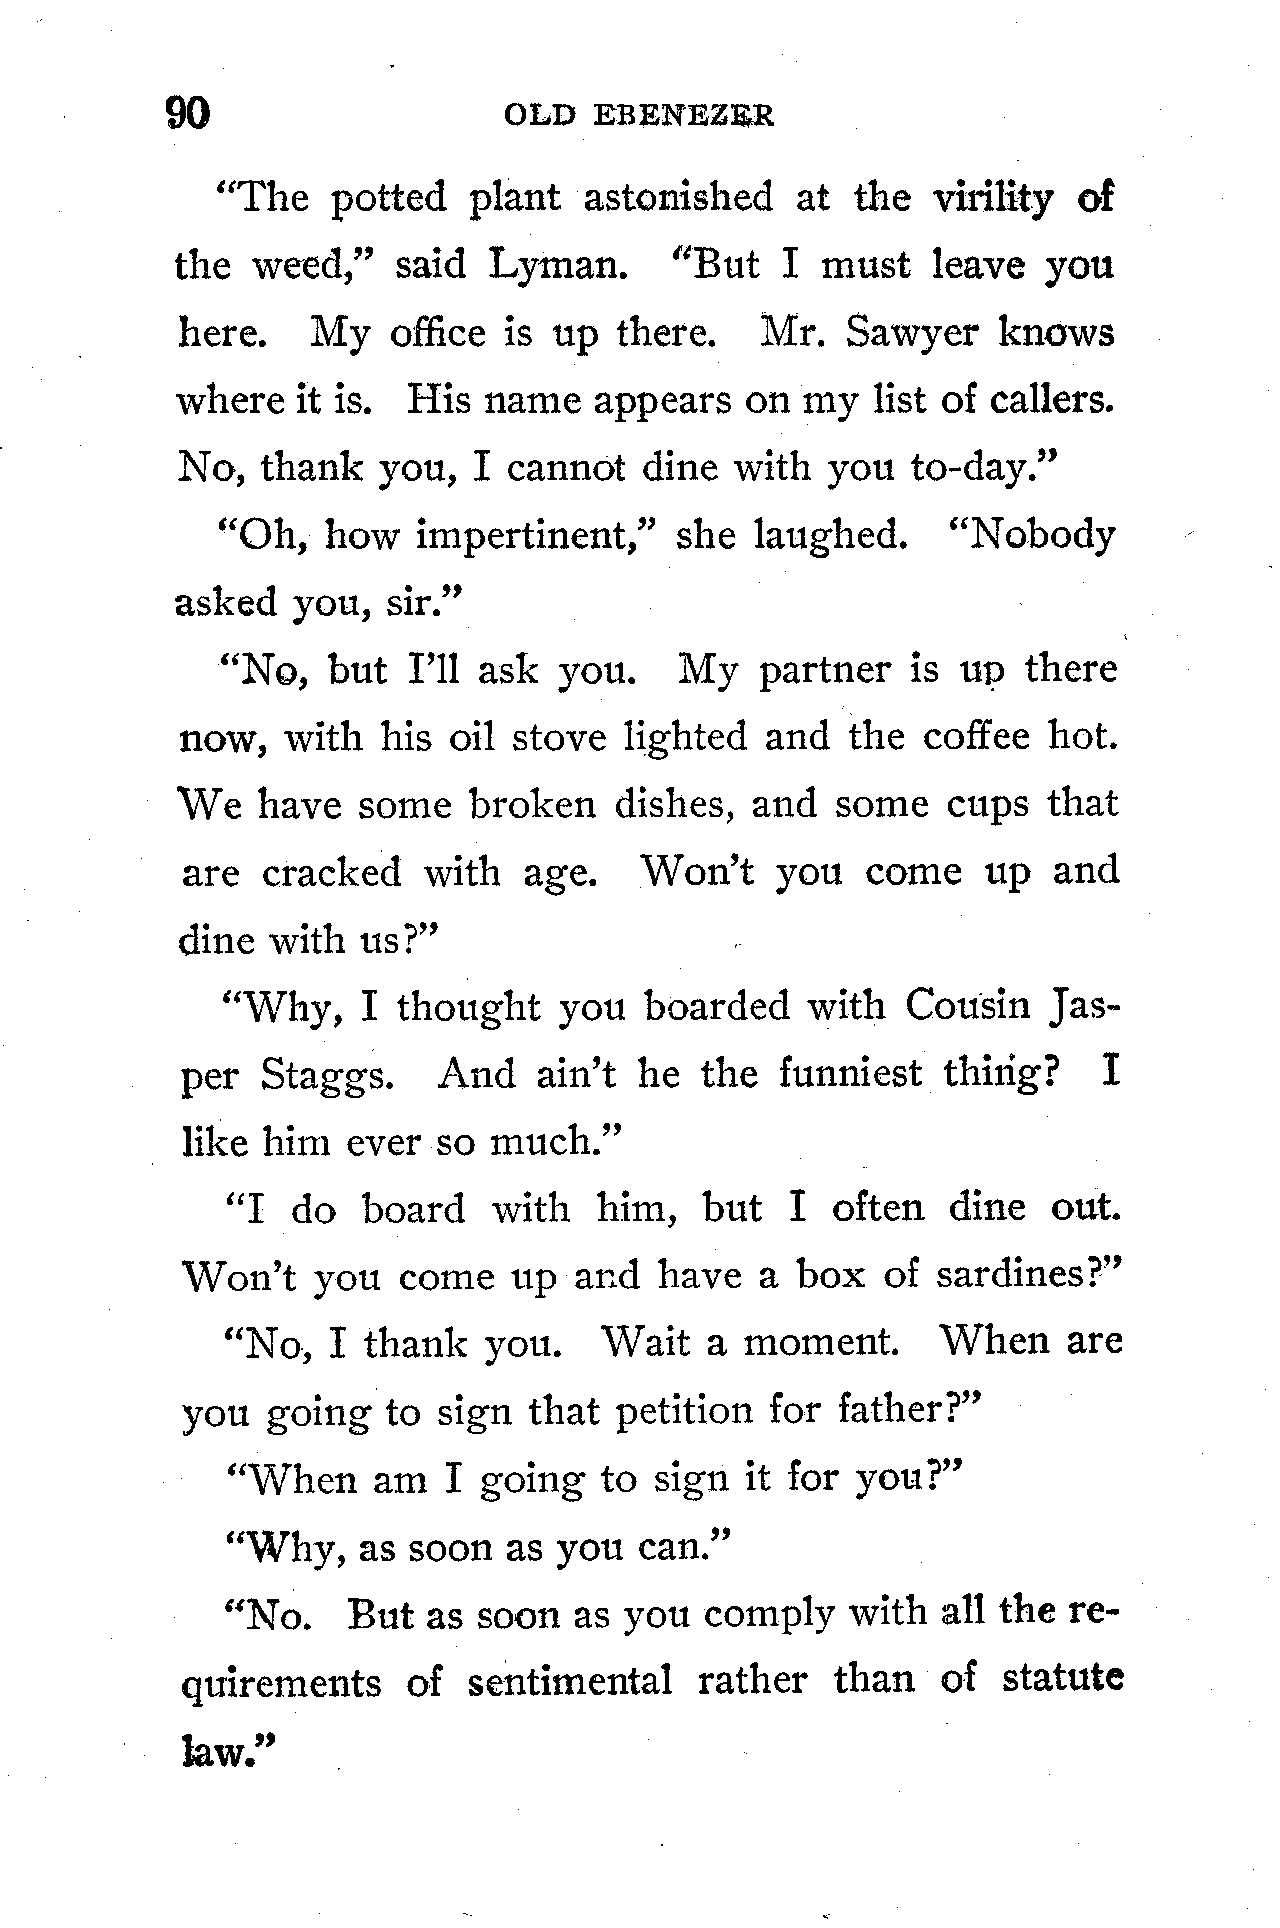 90 OLD EBENEZER
“The potted plant astonished at the virility of
the weed,” said Lyman. “But I must leave you
here. My office is up there. Mr. Sawyer knows
where it is. His name appears on my list of callers.
No, thank you, I cannot dine with you to-day.”
“Oh, how impertinent,” she laughed. “Nobody
asked you, sir.”
“No, but I’ll ask you. My partner is up there
now, with his oil stove lighted and the coffee hot.
We have some broken dishes, and some cups that
are cracked with age. Won’t you come up and
dine with us?”
“Why, I thought you boarded with Cousin Jas-
per Staggs. And ain’t he the funniest thing? I
like him ever so much.”
“I do board with him, but I often dine out.
Won’t you come up and have a box of sardines?”
“No, I thank you. Wait a moment. When are
you going to sign that petition for father?”
“When am I going to sign it for you?”
“Why, as soon as you can.”
“No. But as soon as you comply with all the re-
quirements of sentimental rather than of statute
law.”